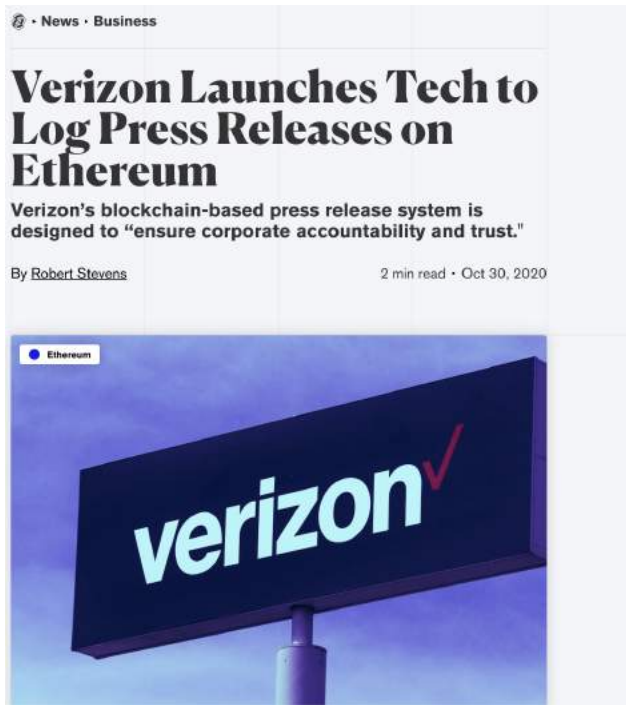 • News • Business
Verizon Launches Tech to
Log Press Releases on
Ethereum
Verizon's blockchain-based press release system is
designed to “ensure corporate accountability and trust."
By Robert Stevens
2 min read • Oct 30, 2020
Ethereum
verizon